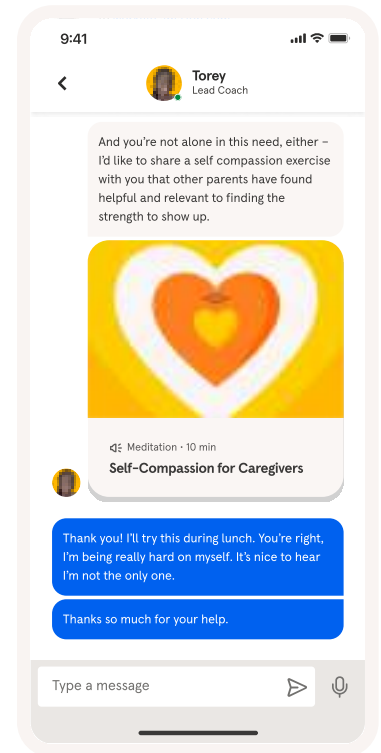 9:41
Torey
Lead Coach
And you’re not alone in this need, either –
I’d like to share a self compassion exercise
with you that other parents have found
helpful and relevant to finding the
strength to show up.
Meditation · 10 min
Self-Compassion for Caregivers
Thank you! I’ll try this during lunch. You’re right,
I’m being really hard on myself. It’s nice to hear
I’m not the only one.
Thanks so much for your help.
Type a message